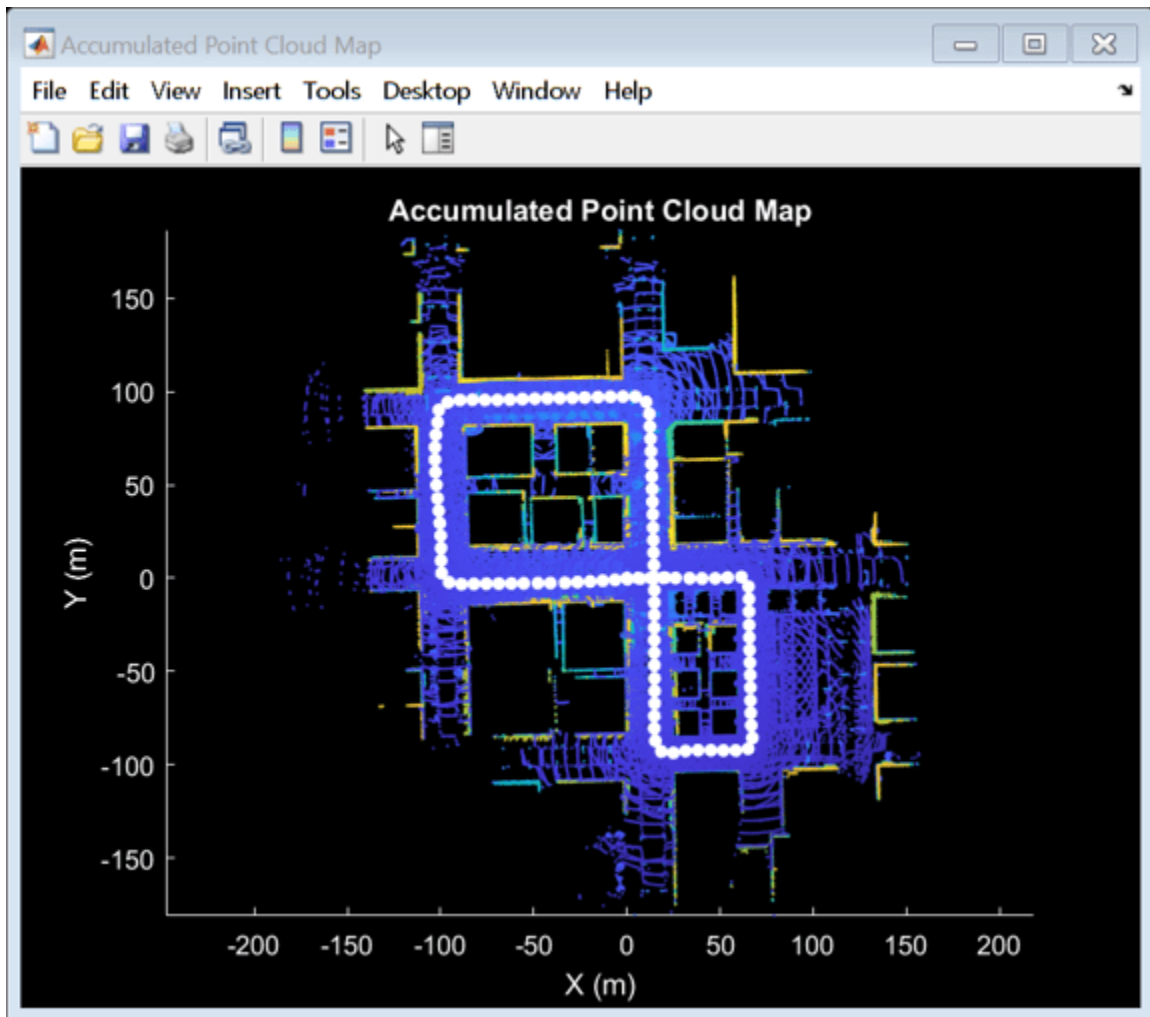 Accumulated Point Cloud Map
File Edit View Insert Tools Desktop Window Help
Accumulated Point Cloud Map
150
100
50
0
-50
-100
-150
Y (m)
-200 -150 -100 -50 0 50 100 150 200
X (m)